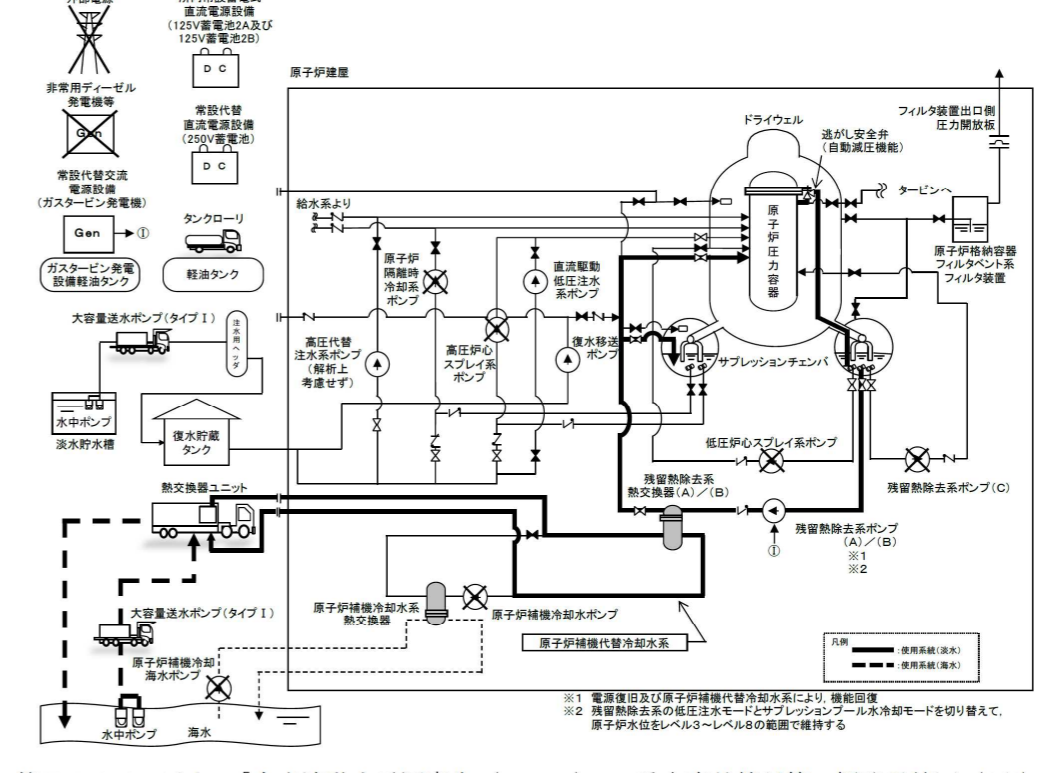 外部電源
所内常設蓄電式
直流電源設備
(125V蓄電池2A及び
125V蓄電池2B)
DC
非常用ディーゼル
発電機等
Gen
常設代替
直流電源設備
(250V蓄電池)
DC
常設代替交流
電源設備
(ガスタービン発電機)
Gen
①
タンクローリ
ガスタービン発電
設備軽油タンク
軽油タンク
大容量送水ポンプ(タイプⅠ)
注水用ヘッダ
水中ポンプ
淡水貯水槽
復水貯蔵
タンク
熱交換器ユニット
大容量送水ポンプ(タイプⅠ)
原子炉補機冷却
海水ポンプ
水中ポンプ
海水
原子炉建屋
給水系より
原子炉
隔離時
冷却系
ポンプ
直流駆動
低圧注水
系ポンプ
高圧代替
注水系ポンプ
(解析上
考慮せず)
高圧炉心
スプレイ系
ポンプ
復水移送
ポンプ
ドライウェル
逃がし安全弁
(自動減圧機能)
原子炉圧力容器
タービンへ
フィルタ装置出口側
圧力開放板
原子炉格納容器
フィルタベント系
フィルタ装置
サプレッションチェンバ
低圧炉心スプレイ系ポンプ
残留熱除去系ポンプ(C)
残留熱除去系
熱交換器(A)/(B)
残留熱除去系ポンプ
(A)/(B)
※1
※2
①
原子炉補機冷却水系
熱交換器
原子炉補機冷却水ポンプ
原子炉補機代替冷却水系
凡例
:使用系統(淡水)
:使用系統(海水)
※1 電源復旧及び原子炉補機代替冷却水系により,機能回復
※2 残留熱除去系の低圧注水モードとサプレッションプール水冷却モードを切り替えて,
原子炉水位をレベル3~レベル8の範囲で維持する